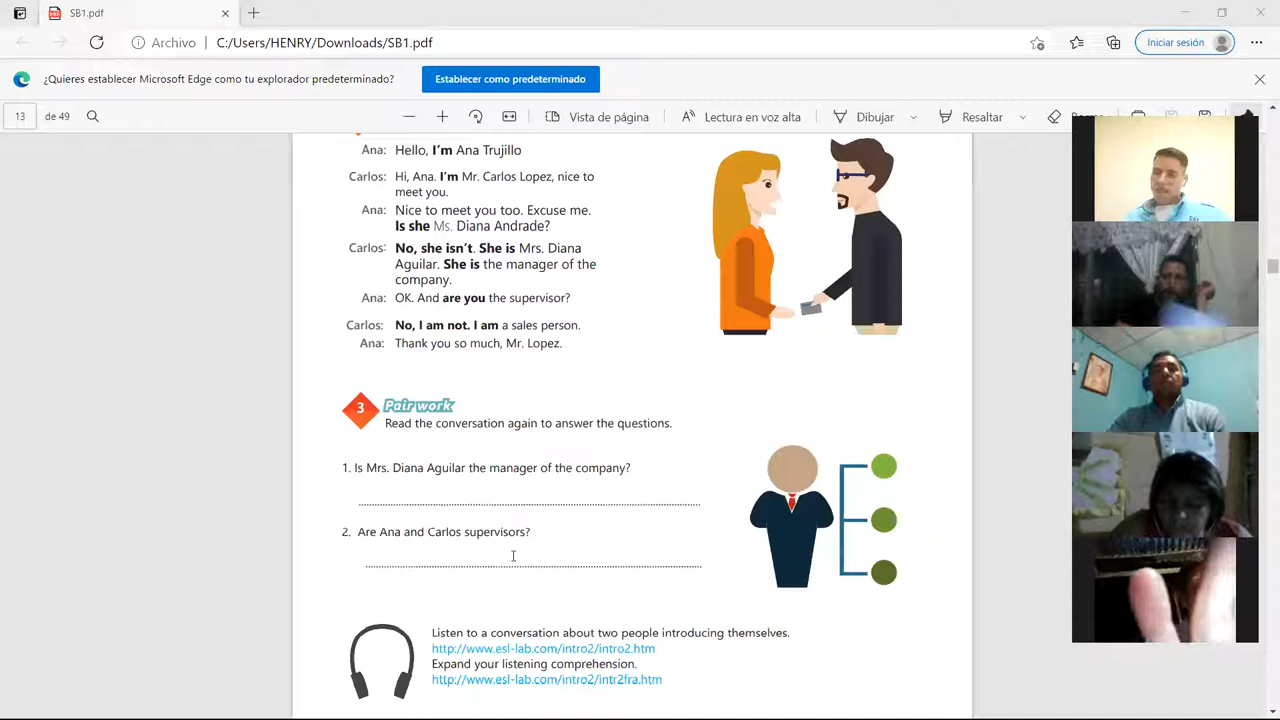 SB1.pdf
Archivo
C:/Users/HENRY/Downloads/SB1.pdf
Iniciar sesión
¿Quieres establecer Microsoft Edge como tu explorador predeterminado?
Establecer como predeterminado
13 de 49
Vista de página
Lectura en voz alta
Dibujar
Resaltar
Ana: Hello, I'm Ana Trujillo
Carlos: Hi, Ana. I'm Mr. Carlos Lopez, nice to
meet you.
Ana: Nice to meet you too. Excuse me.
Is she Ms. Diana Andrade?
Carlos: No, she isn't. She is Mrs. Diana
Aguilar. She is the manager of the
company.
Ana: OK. And are you the supervisor?
Carlos: No, I am not. I am a sales person.
Ana: Thank you so much, Mr. Lopez.
3 Pair work
Read the conversation again to answer the questions.
1. Is Mrs. Diana Aguilar the manager of the company?
2. Are Ana and Carlos supervisors?
Listen to a conversation about two people introducing themselves.
http://www.esl-lab.com/intro2/intro2.htm
Expand your listening comprehension.
http://www.esl-lab.com/intro2/intr2fra.htm